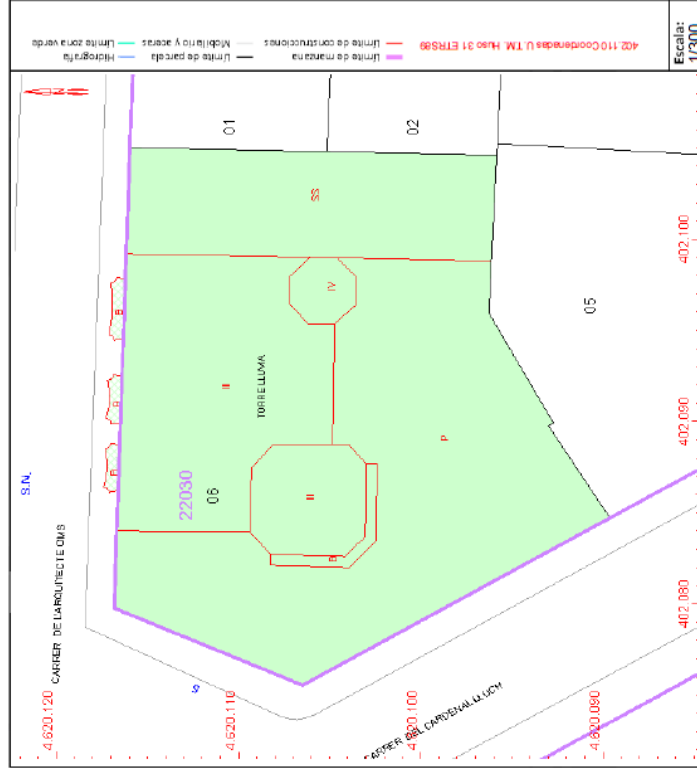 Límite zona verde
Hidrografía
Mobiliario y aceras
Límite de parcela
Límite de construcciones
Límite de manzana
402.110 Coordenadas U.T.M. Huso 31 ETRS89
Escala:
1/300
01
02
SS
B
B
B
II
IV
TORRE LLUVIA
05
S.N.
22030
06
P
II
B
CARRER DE L'ARQUITECTE OMS
S
CARRER DEL CARDENAL LLUCH
4.620.120
4.620.110
4.620.100
4.620.090
402.080
402.090
402.100